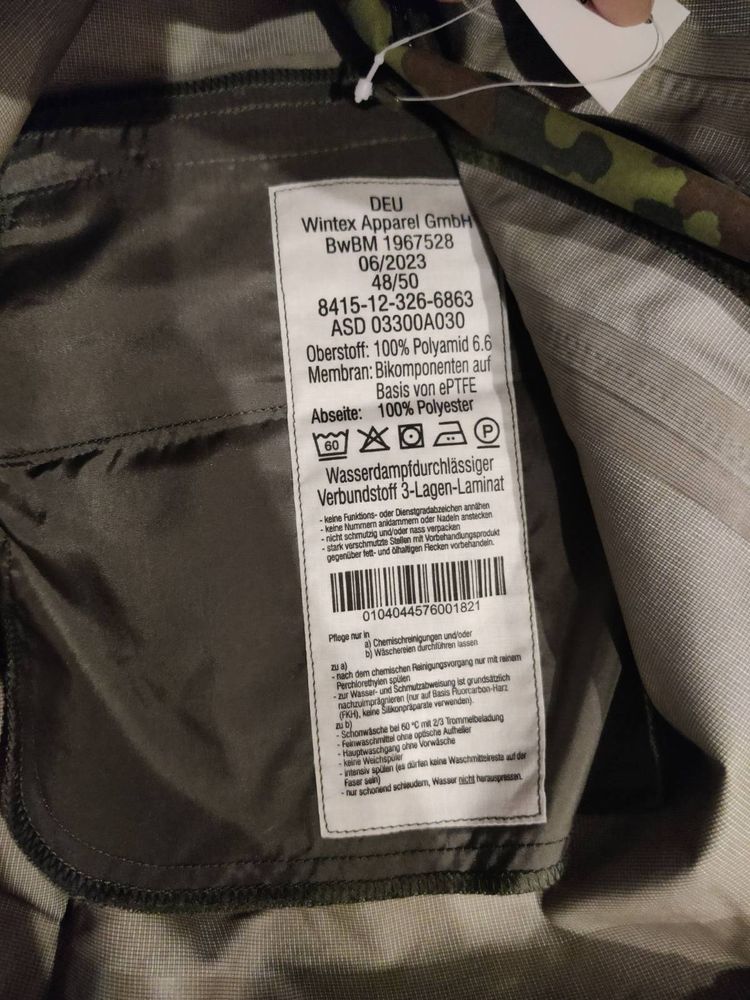 DEU
Wintex Apparel GmbH
BwBM 1967528
06/2023
48/50
8415-12-326-6863
ASD 03300A030
Oberstoff: 100% Polyamid 6.6
Membran: Bikomponenten auf
Basis von ePTFE
Abseite: 100% Polyester
60 P
Wasserdampfdurchlässiger
Verbundstoff 3-Lagen-Laminat
- keine Funktions- oder Dienstgradabzeichen annähen
- keine Nummern anklammern oder Nadeln anstecken
- nicht schmutzig und/oder nass verpacken
- stark verschmutzte Stellen mit Vorbehandlungsprodukt
gegenüber fett- und ölhaltigen Flecken vorbehandeln.
0104044576001821
Pflege nur in
a) Chemischreinigungen und/oder
b) Wäschereien durchführen lassen
zu a)
- nach dem chemischen Reinigungsvorgang nur mit reinem
Perchlorethylen spülen
- zur Wasser- und Schmutzabweisung ist grundsätzlich
nachzuimprägnieren (nur auf Basis Fluorcarbon-Harz
(FKH), keine Silikonpräparate verwenden).
zu b)
- Schonwäsche bei 60 °C mit 2/3 Trommelbeladung
- Feinwaschmittel ohne optische Aufheller
- Hauptwaschgang ohne Vorwäsche
- keine Weichspüler
- intensiv spülen (es dürfen keine Waschmittelreste auf der
Faser sein)
- nur schonend schleudern, Wasser nicht herauspressen.